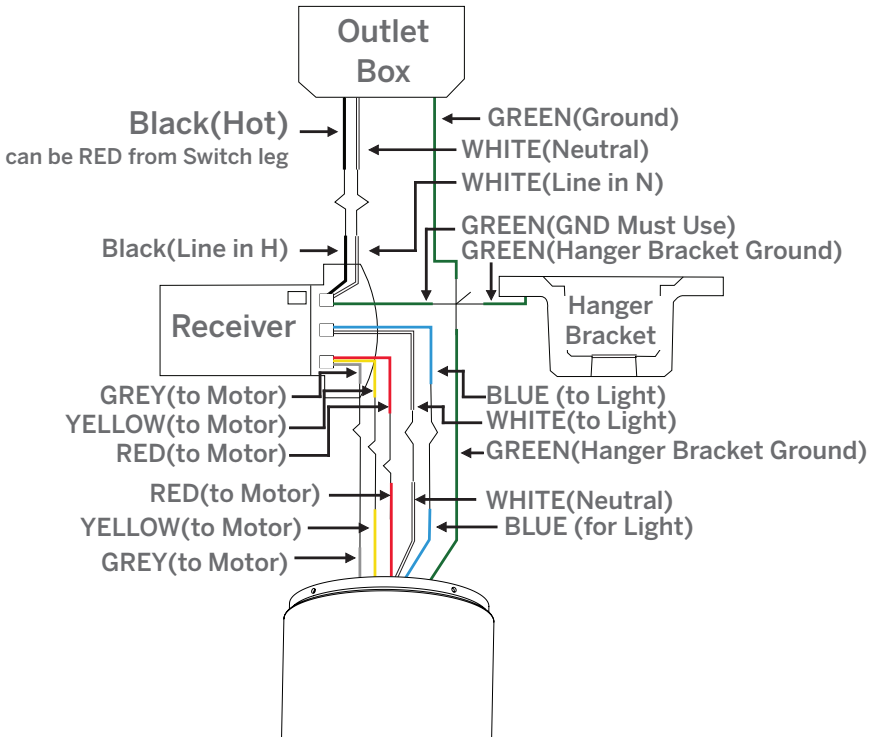 Outlet
Box
Black(Hot)
can be RED from Switch leg
GREEN(Ground)
WHITE(Neutral)
WHITE(Line in N)
GREEN(GND Must Use)
Black(Line in H)
GREEN(Hanger Bracket Ground)
Receiver
Hanger
Bracket
GREY(to Motor)
YELLOW(to Motor)
RED(to Motor)
BLUE (to Light)
WHITE(to Light)
GREEN(Hanger Bracket Ground)
RED(to Motor)
YELLOW(to Motor)
GREY(to Motor)
WHITE(Neutral)
BLUE (for Light)